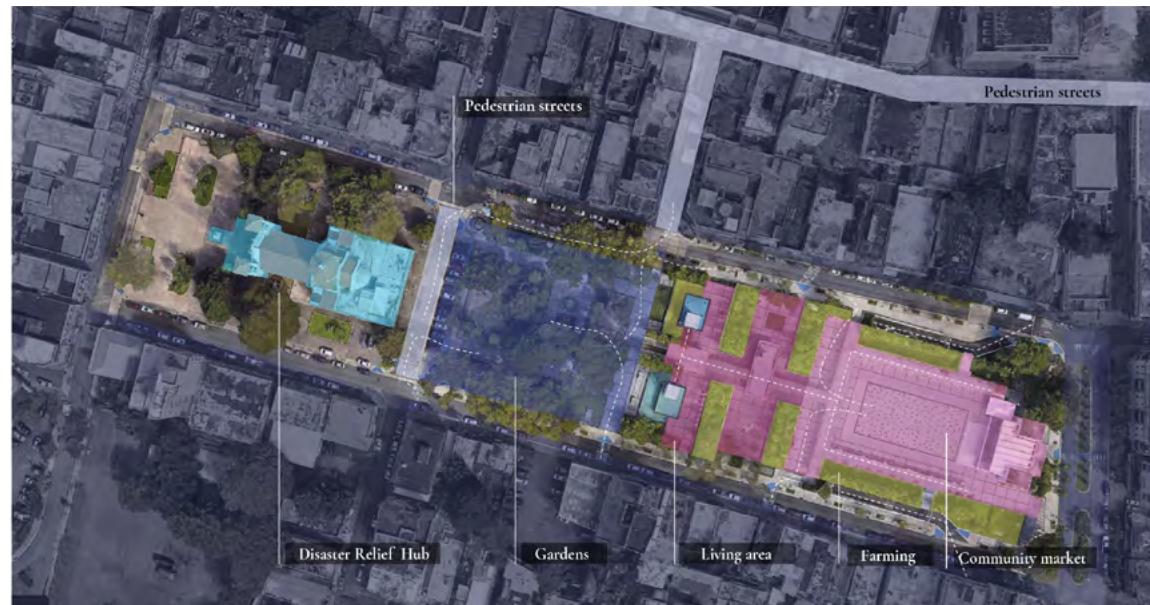 Pedestrian streets
Pedestrian streets
Disaster Relief Hub
Gardens
Living area
Farming
Community market